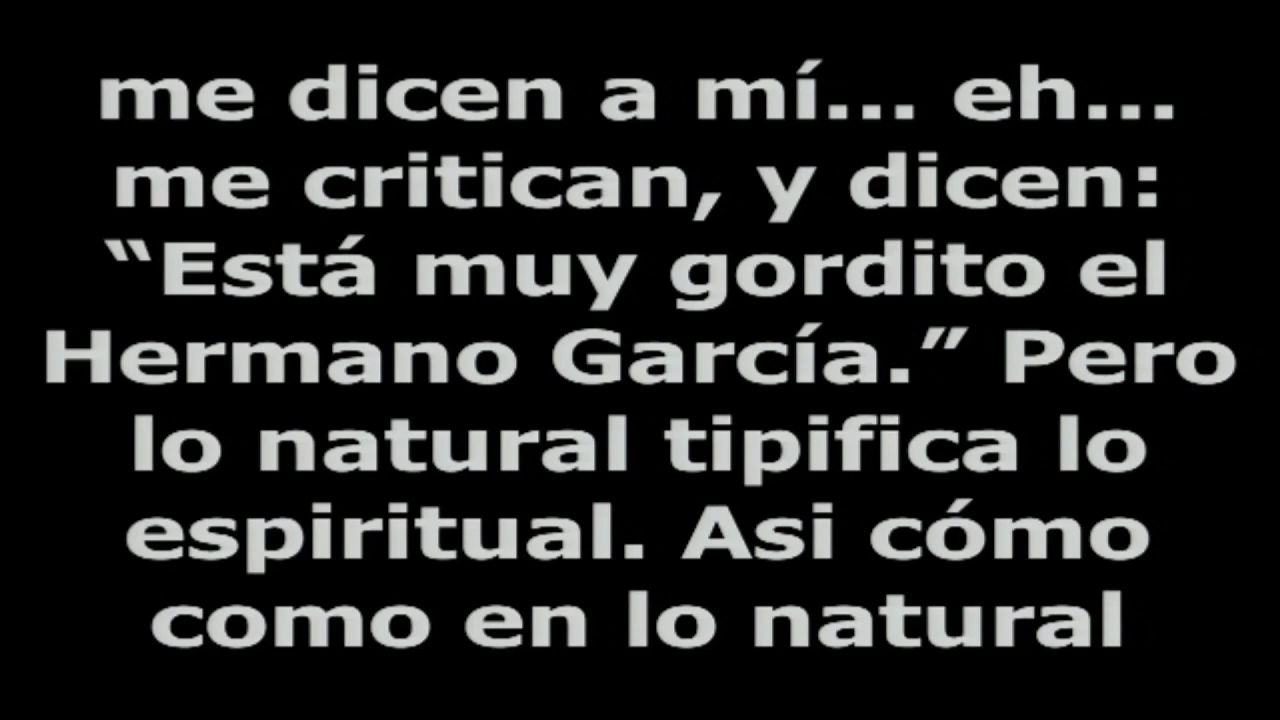 me dicen a mí... eh...
me critican, y dicen:
“Está muy gordito el
Hermano García.” Pero
lo natural tipifica lo
espiritual. Asi cómo
como en lo natural